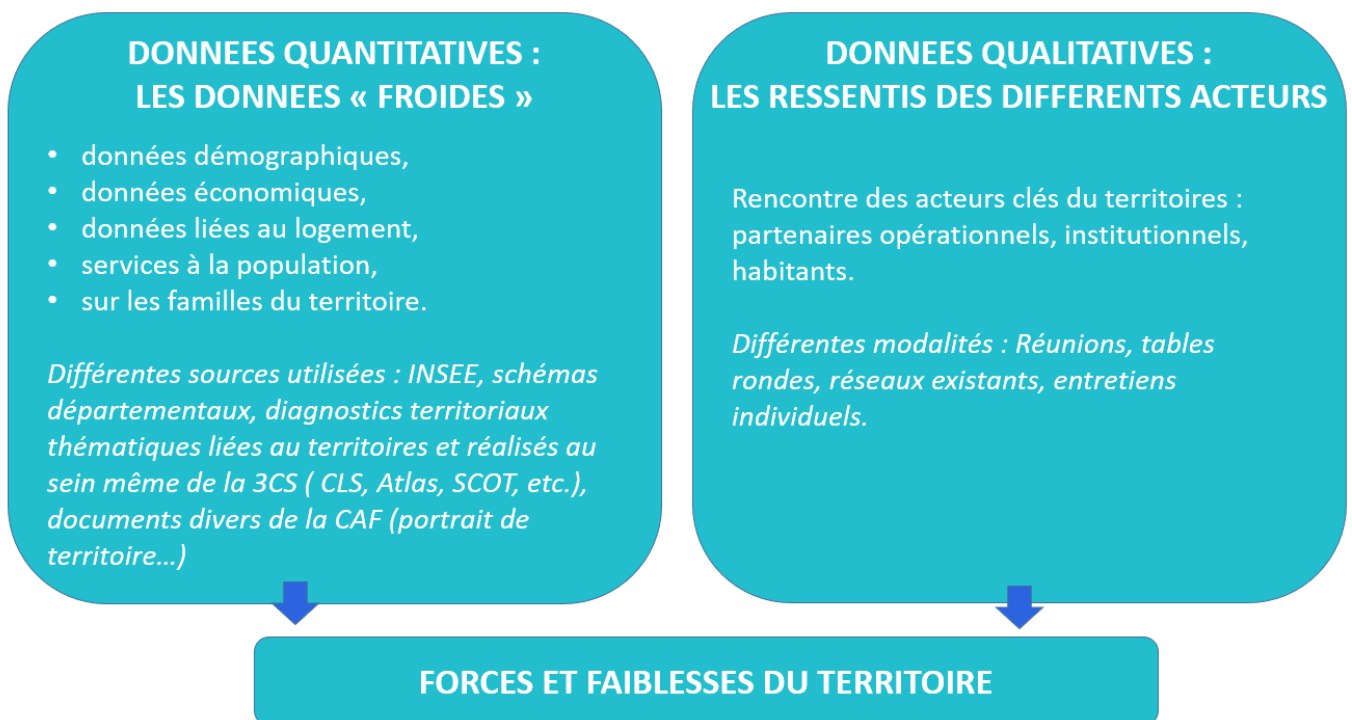 DONNEES QUANTITATIVES :
LES DONNEES « FROIDES »
• données démographiques,
• données économiques,
• données liées au logement,
• services à la population,
• sur les familles du territoire.
Différentes sources utilisées : INSEE, schémas
départementaux, diagnostics territoriaux
thématiques liées au territoires et réalisés au
sein même de la 3CS ( CLS, Atlas, SCOT, etc.),
documents divers de la CAF (portrait de
territoire...)
DONNEES QUALITATIVES :
LES RESSENTIS DES DIFFERENTS ACTEURS
Rencontre des acteurs clés du territoires :
partenaires opérationnels, institutionnels,
habitants.
Différentes modalités : Réunions, tables
rondes, réseaux existants, entretiens
individuels.
FORCES ET FAIBLESSES DU TERRITOIRE